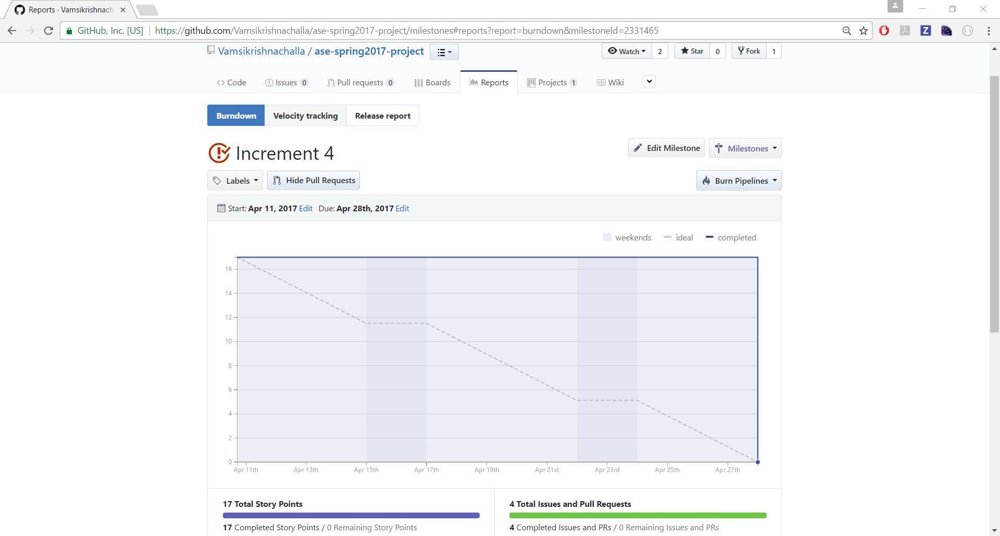 Reports · Vamsikrishnach
GitHub, Inc. [US] https://github.com/Vamsikrishnachalla/ase-spring2017-project/milestones#reports?report=burndown&milestoneId=2331465
Z
Vamsikrishnachalla / ase-spring2017-project
Watch 2 Star 0 Fork 1
Code Issues 0 Pull requests 0 Boards Reports Projects 1 Wiki
Burndown Velocity tracking Release report
Increment 4
Edit Milestone Milestones
Labels Hide Pull Requests Burn Pipelines
Start: Apr 11, 2017 Edit Due: Apr 28th, 2017 Edit
weekends ideal completed
16
14
12
10
8
6
4
2
0
Apr 11th Apr 13th Apr 15th Apr 17th Apr 19th Apr 21st Apr 23rd Apr 25th Apr 27th
17 Total Story Points
17 Completed Story Points / 0 Remaining Story Points
4 Total Issues and Pull Requests
4 Completed Issues and PRs / 0 Remaining Issues and PRs